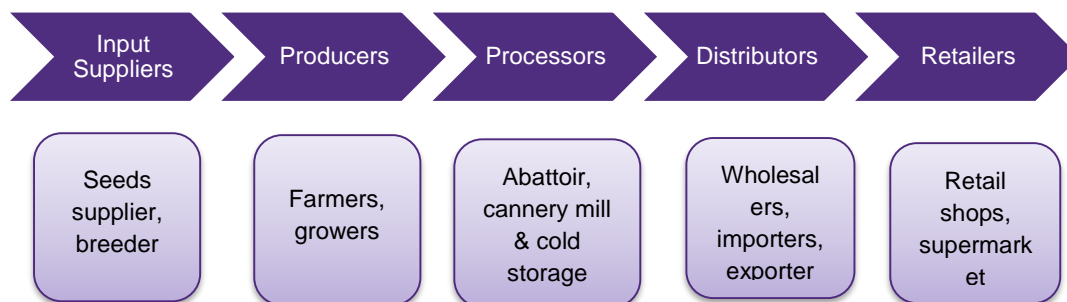 Input
Suppliers
Producers
Processors
Distributors
Retailers
Seeds
supplier,
breeder
Farmers,
growers
Abattoir,
cannery mill
& cold
storage
Wholesal
ers,
importers,
exporter
Retail
shops,
supermark
et